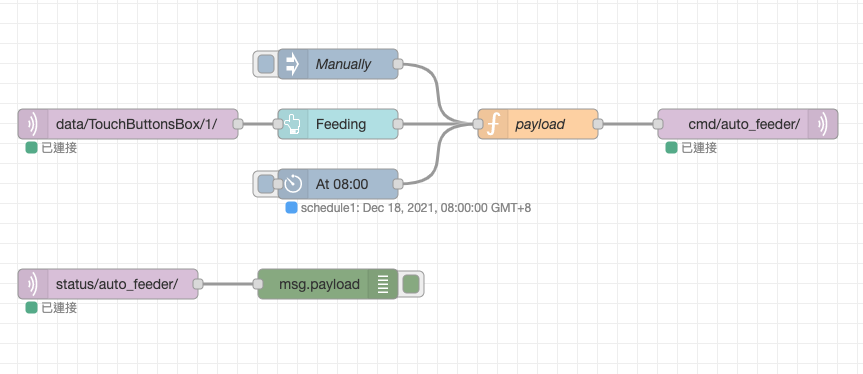 Manually
data/TouchButtonsBox/1/
Feeding
payload
cmd/auto_feeder/
已連接
已連接
At 08:00
schedule1: Dec 18, 2021, 08:00:00 GMT+8
status/auto_feeder/
msg.payload
已連接